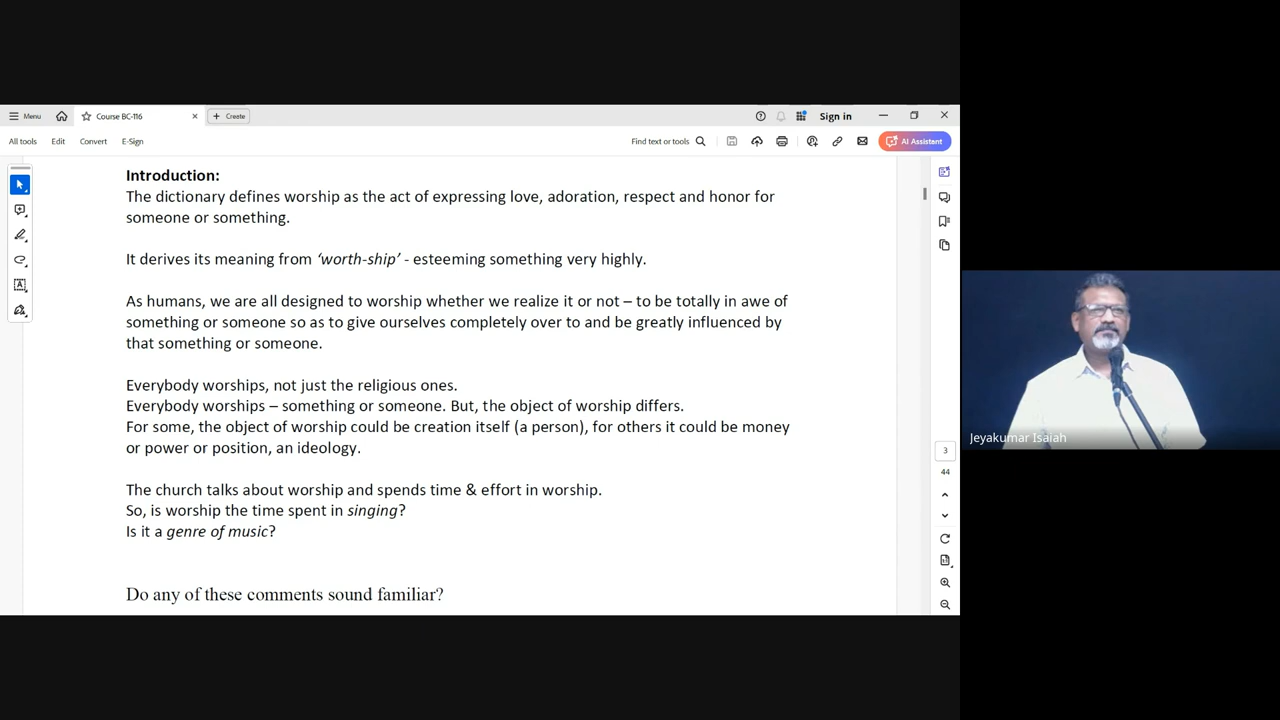 Menu
Course BC-116
Create
Sign in
All tools
Edit
Convert
E-Sign
Find text or tools
AI Assistant
Introduction:
The dictionary defines worship as the act of expressing love, adoration, respect and honor for
someone or something.
It derives its meaning from ‘worth-ship’ - esteeming something very highly.
As humans, we are all designed to worship whether we realize it or not – to be totally in awe of
something or someone so as to give ourselves completely over to and be greatly influenced by
that something or someone.
Everybody worships, not just the religious ones.
Everybody worships – something or someone. But, the object of worship differs.
For some, the object of worship could be creation itself (a person), for others it could be money
or power or position, an ideology.
The church talks about worship and spends time & effort in worship.
So, is worship the time spent in singing?
Is it a genre of music?
Do any of these comments sound familiar?
3
44
Jeyakumar Isaiah